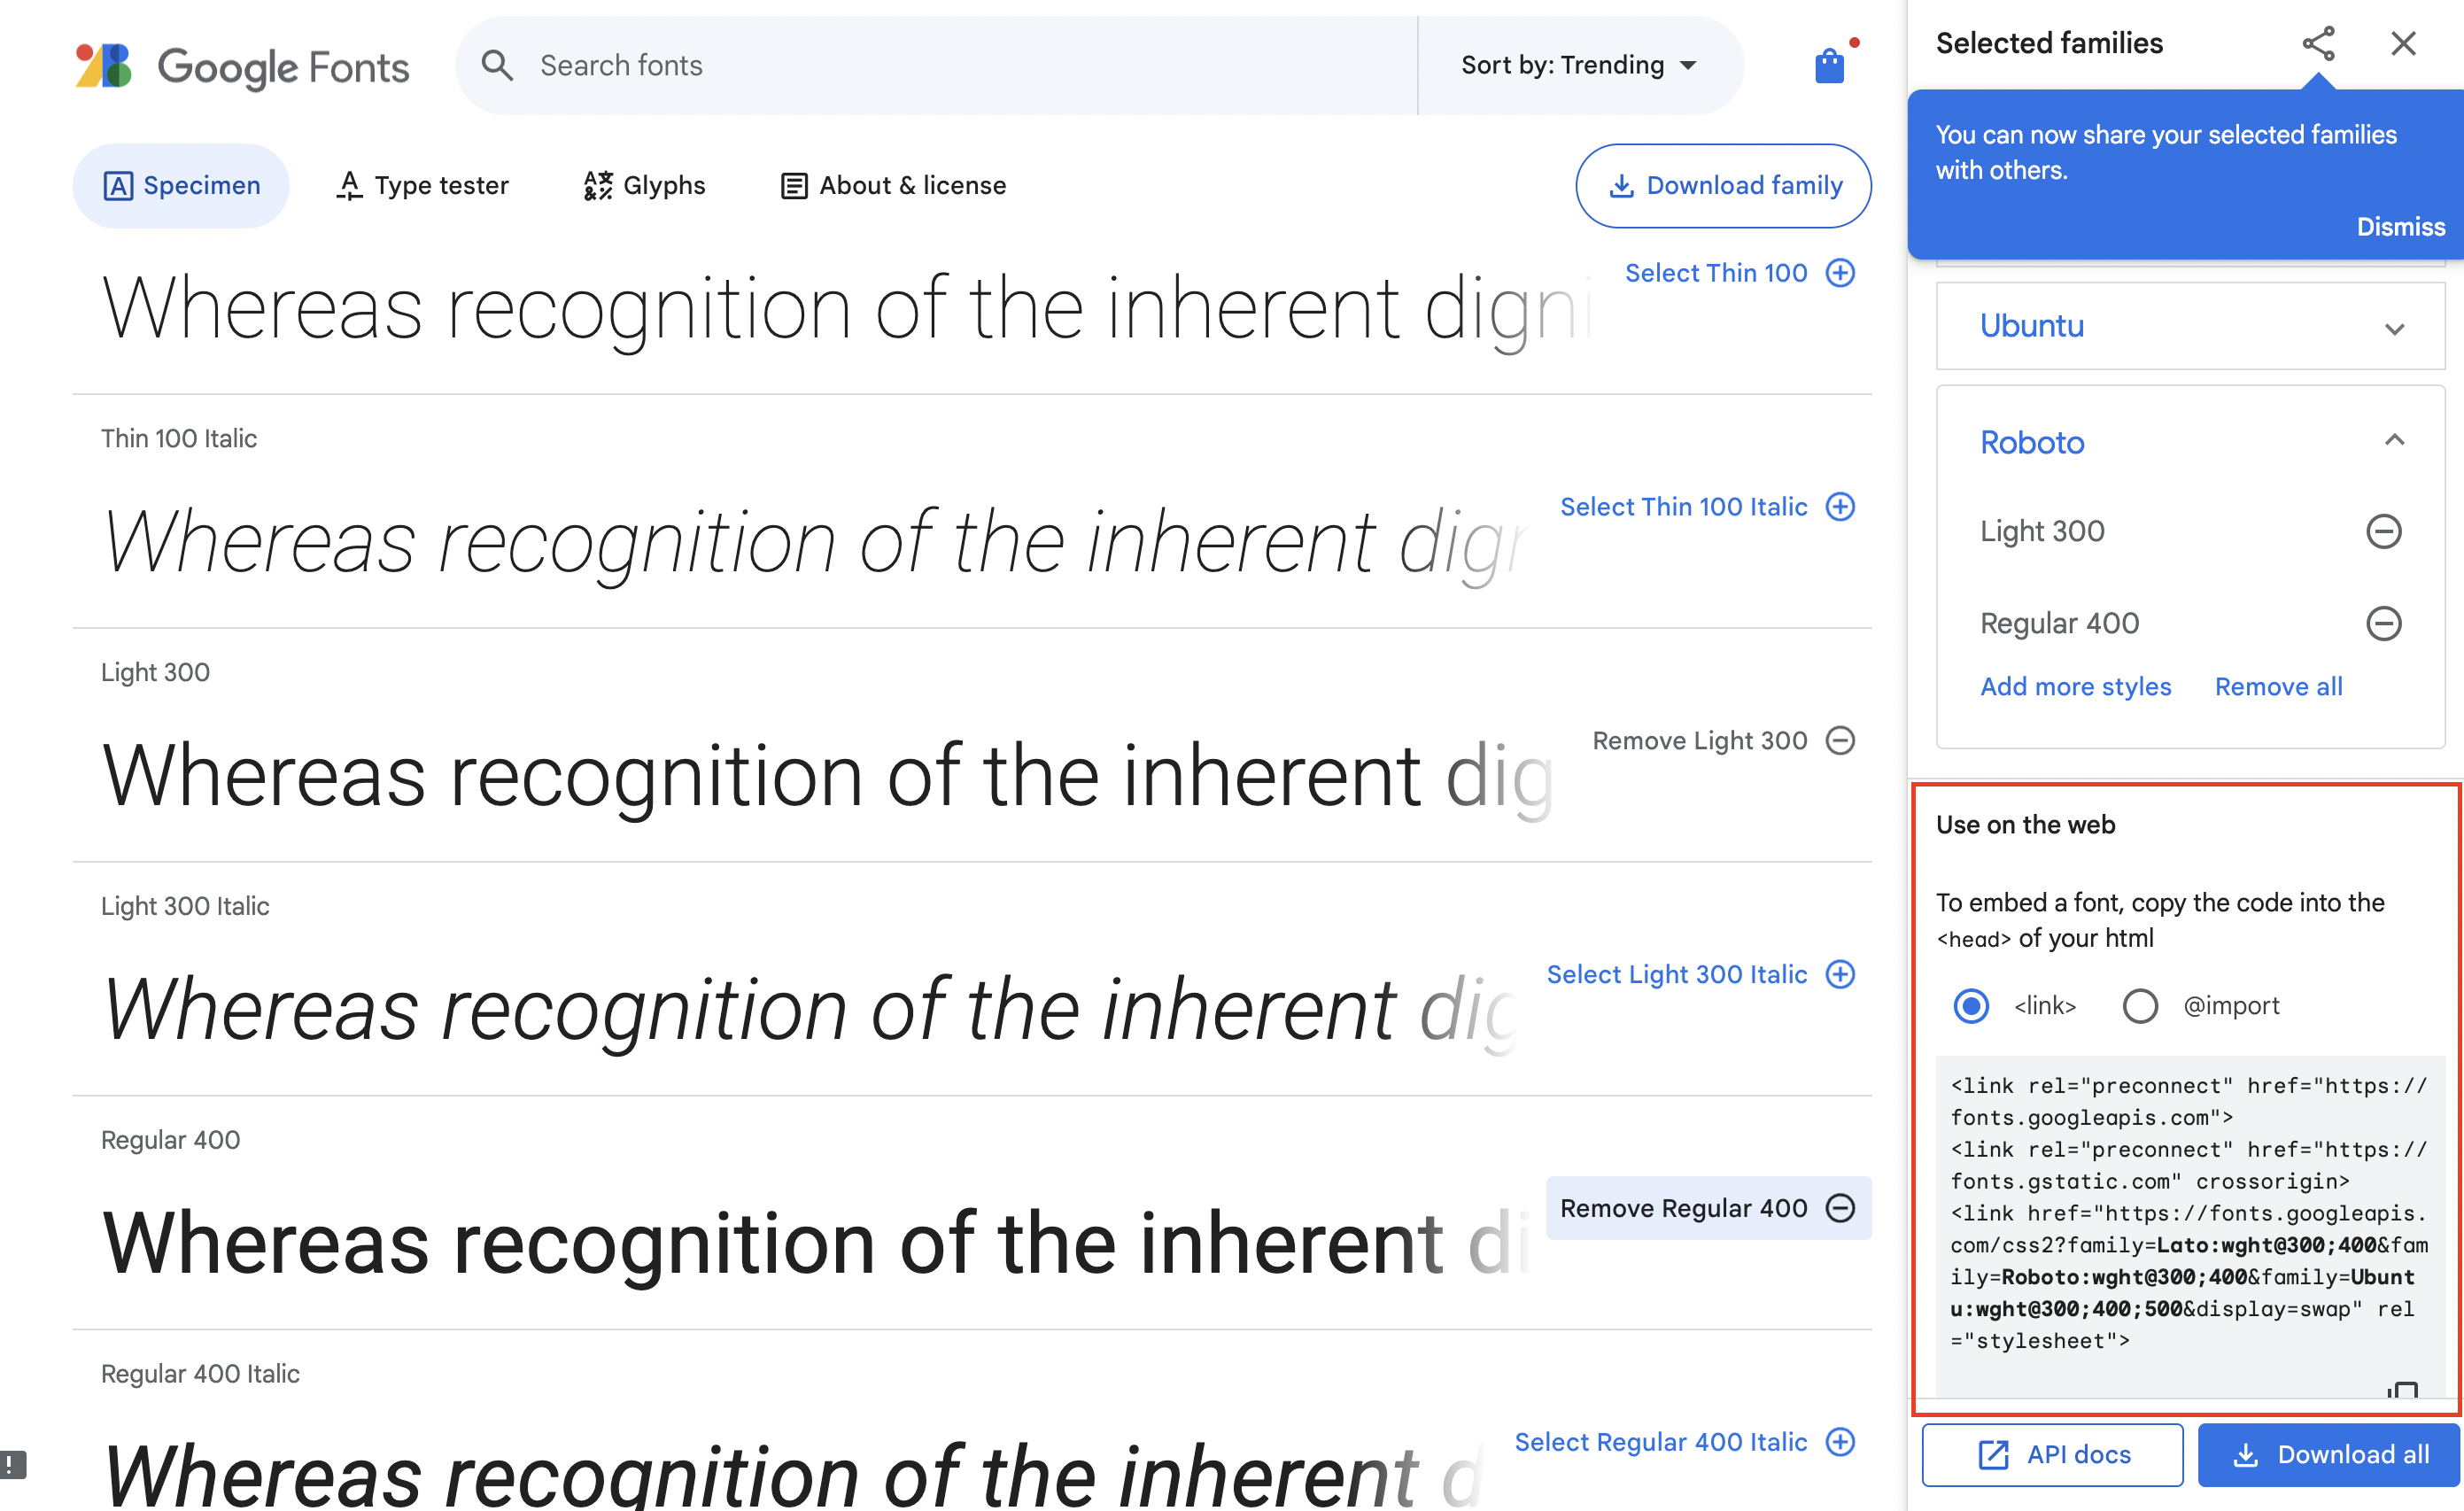 Google Fonts
Search fonts
Sort by: Trending
Specimen
Type tester
Glyphs
About & license
Download family
Whereas recognition of the inherent digni
Select Thin 100
Thin 100 Italic
Whereas recognition of the inherent dign
Select Thin 100 Italic
Light 300
Whereas recognition of the inherent dig
Remove Light 300
Light 300 Italic
Whereas recognition of the inherent dig
Select Light 300 Italic
Regular 400
Whereas recognition of the inherent di
Remove Regular 400
Regular 400 Italic
Whereas recognition of the inherent d
Select Regular 400 Italic
Selected families
You can now share your selected families
with others.
Dismiss
Ubuntu
Roboto
Light 300
Regular 400
Add more styles
Remove all
Use on the web
To embed a font, copy the code into the
<head> of your html
<link>
@import
<link rel="preconnect" href="https://
fonts.googleapis.com">
<link rel="preconnect" href="https://
fonts.gstatic.com" crossorigin>
<link href="https://fonts.googleapis.
com/css2?family=Lato:wght@300;400&fam
ily=Roboto:wght@300;400&family=Ubunt
u:wght@300;400;500&display=swap" rel
="stylesheet">
API docs
Download all